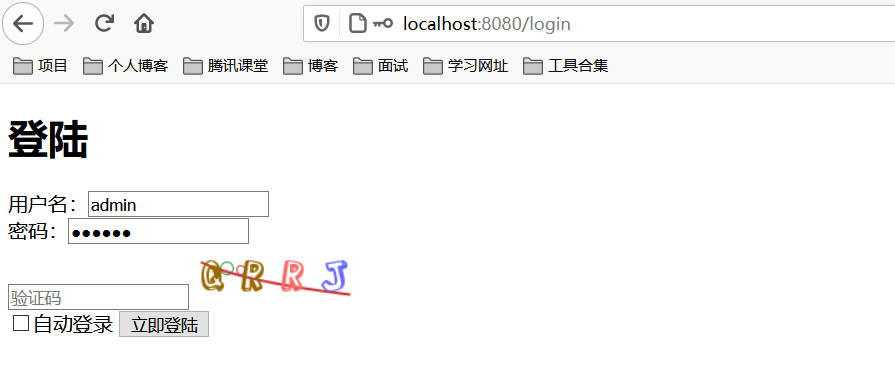 localhost:8080/login
项目 个人博客 腾讯课堂 博客 面试 学习网址 工具合集
登陆
用户名：admin
密码：••••••
验证码 QRRJ
自动登录 立即登陆